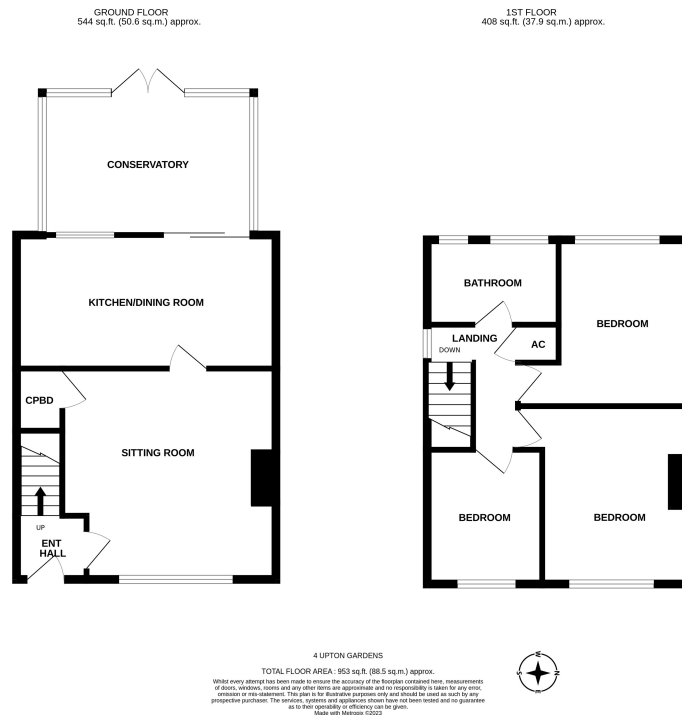 GROUND FLOOR
544 sq.ft. (50.6 sq.m.) approx.
1ST FLOOR
408 sq.ft. (37.9 sq.m.) approx.
CONSERVATORY
KITCHEN/DINING ROOM
CPBD
SITTING ROOM
UP
ENT
HALL
BATHROOM
BEDROOM
LANDING
DOWN
AC
BEDROOM
BEDROOM
4 UPTON GARDENS
TOTAL FLOOR AREA : 953 sq.ft. (88.5 sq.m.) approx.
Whilst every attempt has been made to ensure the accuracy of the floorplan contained here, measurements
of doors, windows, rooms and any other items are approximate and no responsibility is taken for any error,
omission or mis-statement. This plan is for illustrative purposes only and should be used as such by any
prospective purchaser. The services, systems and appliances shown have not been tested and no guarantee
as to their operability or efficiency can be given.
Made with Metropix ©2023
W
N
S
E